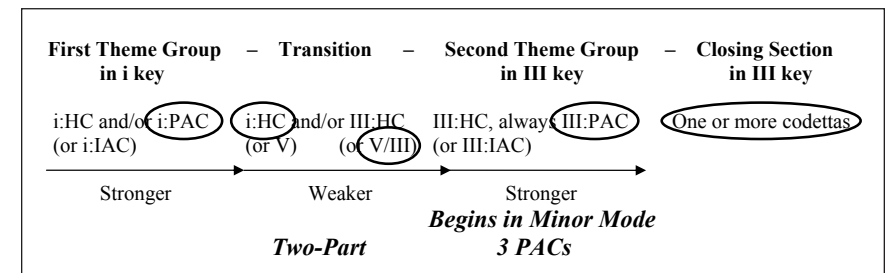 First Theme Group – Transition – Second Theme Group – Closing Section
in i key in III key in III key
i:HC and/or i:PAC i:HC and/or III:HC III:HC, always III:PAC One or more codettas
(or i:IAC) (or V) (or V/III) (or III:IAC)
Stronger Weaker Stronger
Begins in Minor Mode
Two-Part 3 PACs